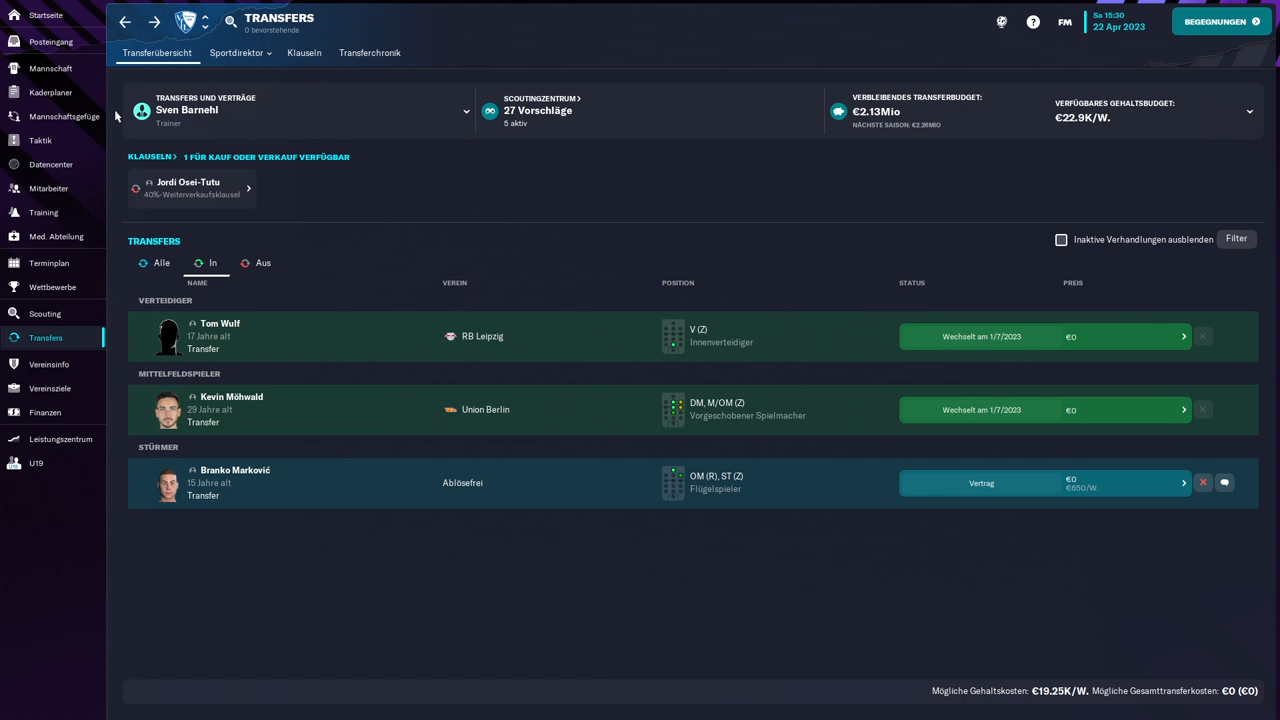 Startseite
Posteingang
Mannschaft
Kaderplaner
Mannschaftsgefüge
Taktik
Datencenter
Mitarbeiter
Training
Med. Abteilung
Terminplan
Wettbewerbe
Scouting
Transfers
Vereinsinfo
Vereinsziele
Finanzen
Leistungszentrum
U19
TRANSFERS
0 bevorstehende
FM
Sa 15:30
22 Apr 2023
BEGEGNUNGEN
Transferübersicht Sportdirektor Klauseln Transferchronik
TRANSFERS UND VERTRÄGE
Sven Barnehl
Trainer
SCOUTINGZENTRUM
27 Vorschläge
5 aktiv
VERBLEIBENDES TRANSFERBUDGET:
€2.13Mio
NÄCHSTE SAISON: €2.26MIO
VERFÜGBARES GEHALTSBUDGET:
€22.9K/W.
KLAUSELN 1 FÜR KAUF ODER VERKAUF VERFÜGBAR
Jordi Osei-Tutu
40%-Weiterverkaufsklausel
TRANSFERS
Inaktive Verhandlungen ausblenden Filter
Alle In Aus
NAME VEREIN POSITION STATUS PREIS
VERTEIDIGER
Tom Wulf
17 Jahre alt
Transfer
RB Leipzig
V (Z)
Innenverteidiger
Wechselt am 1/7/2023 €0
MITTELFELDSPIELER
Kevin Möhwald
29 Jahre alt
Transfer
Union Berlin
DM, M/OM (Z)
Vorgeschobener Spielmacher
Wechselt am 1/7/2023 €0
STÜRMER
Branko Marković
15 Jahre alt
Transfer
Ablösefrei
OM (R), ST (Z)
Flügelspieler
Vertrag
€0
€650/W.
Mögliche Gehaltskosten: €19.25K/W. Mögliche Gesamttransferkosten: €0 (€0)